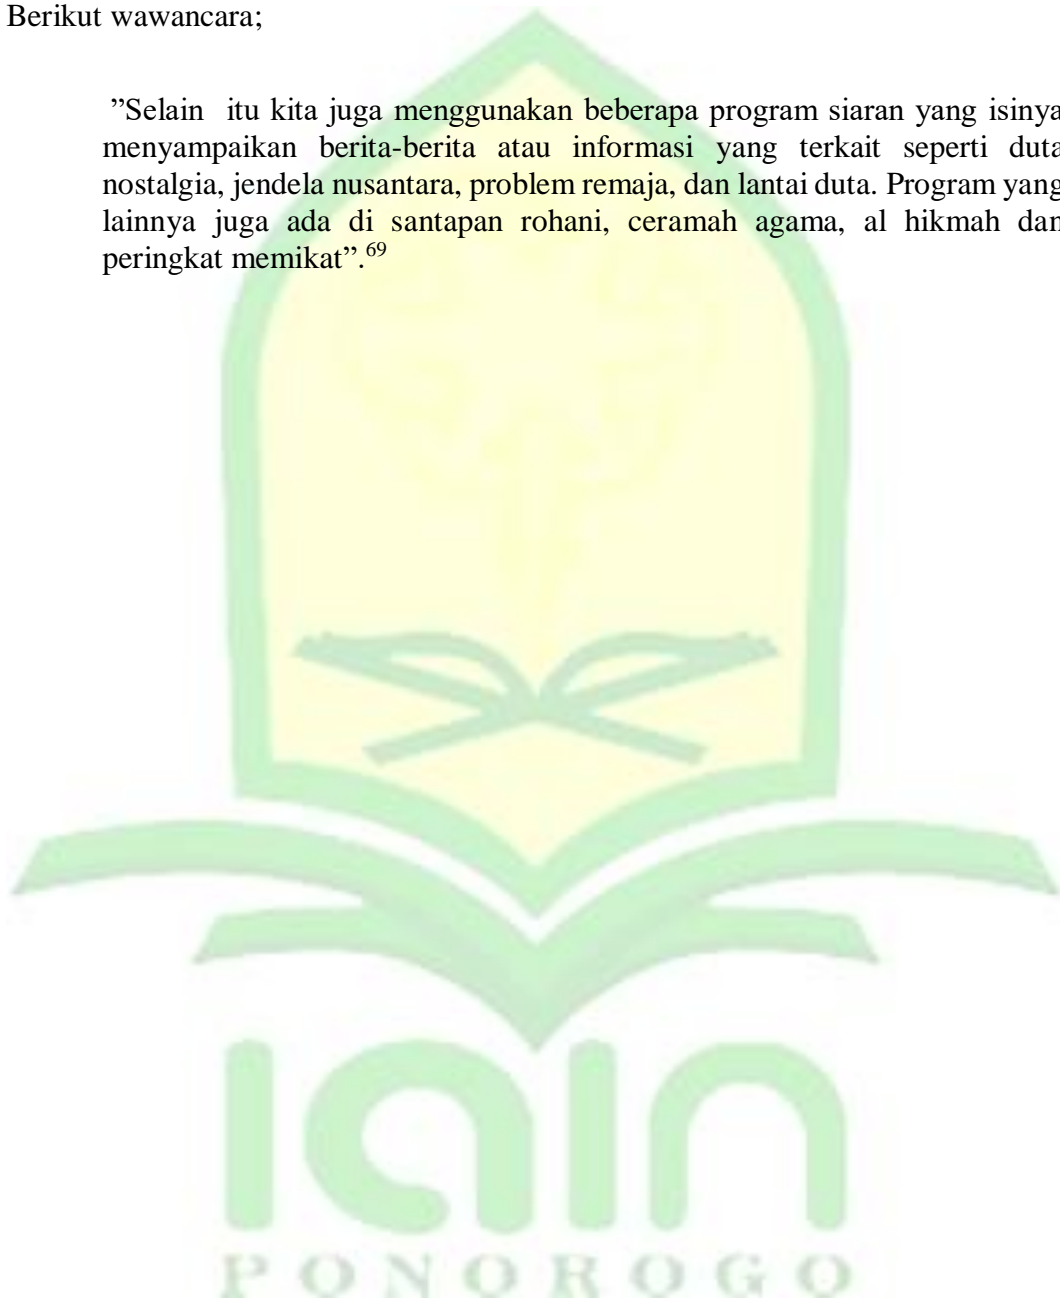 Berikut wawancara;
”Selain itu kita juga menggunakan beberapa program siaran yang isinya
menyampaikan berita-berita atau informasi yang terkait seperti duta
nostalgia, jendela nusantara, problem remaja, dan lantai duta. Program yang
lainnya juga ada di santapan rohani, ceramah agama, al hikmah dan
peringkat memikat”.69
iain
PONOROGO